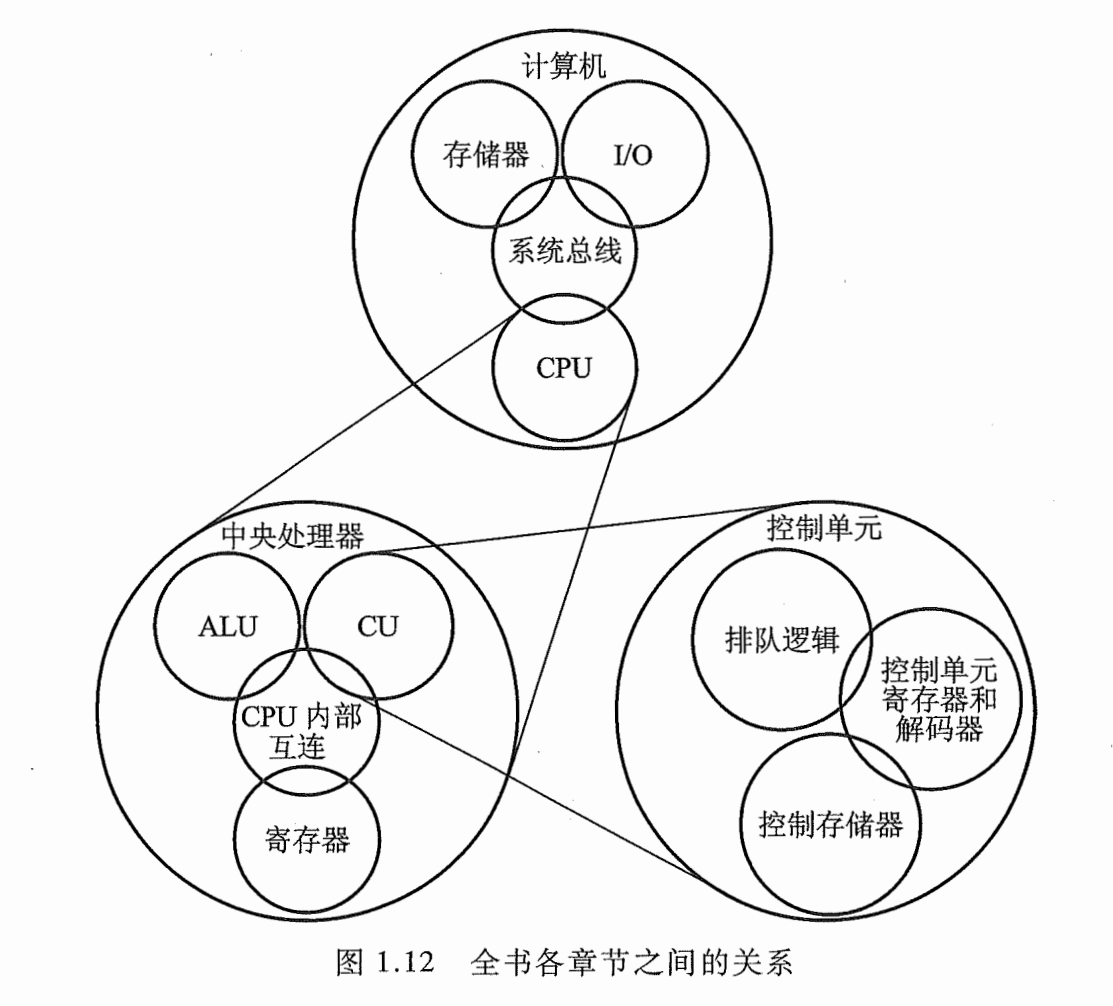 计算机
存储器
I/O
系统总线
CPU
中央处理器
ALU
CU
CPU 内部
互连
寄存器
控制单元
排队逻辑
控制单元
寄存器和
解码器
控制存储器
图 1.12 全书各章节之间的关系